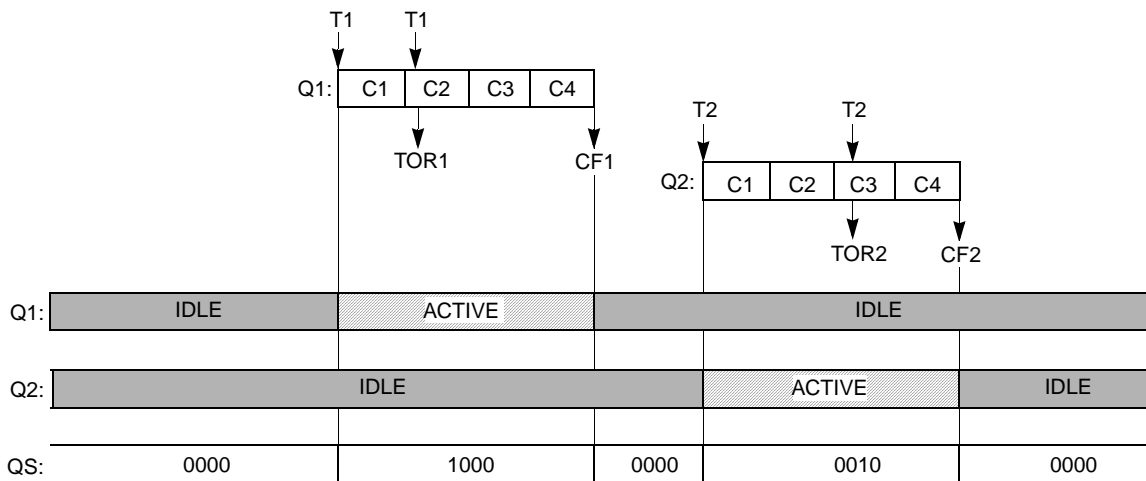 T1 T1
Q1: C1 C2 C3 C4
T2 T2
TOR1 CF1
Q2: C1 C2 C3 C4
TOR2 CF2
Q1: IDLE ACTIVE IDLE
Q2: IDLE ACTIVE IDLE
QS: 0000 1000 0000 0010 0000